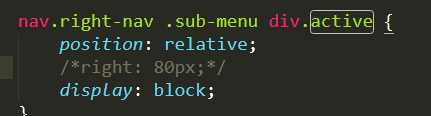 nav.right-nav .sub-menu div.active {
position: relative;
/*right: 80px;*/
display: block;
}